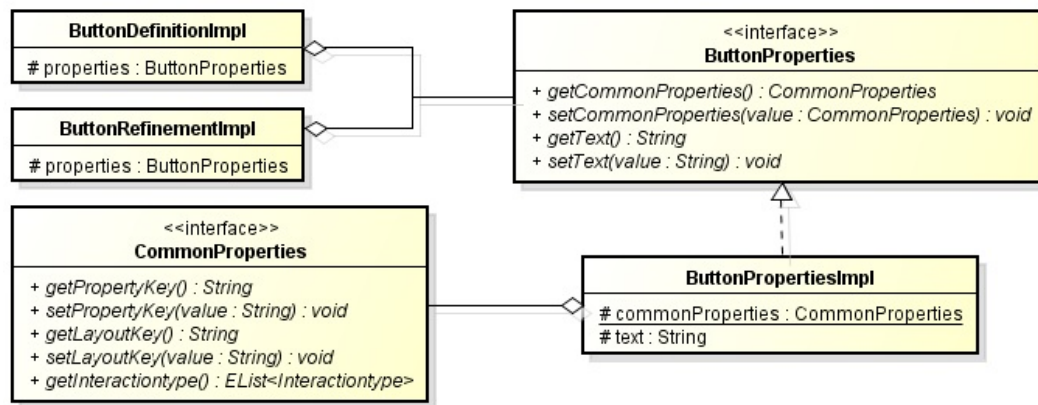 ButtonDefinitionImpl
# properties : ButtonProperties
ButtonRefinementImpl
# properties : ButtonProperties
<<interface>>
ButtonProperties
+ getCommonProperties() : CommonProperties
+ setCommonProperties(value : CommonProperties) : void
+ getText() : String
+ setText(value : String) : void
<<interface>>
CommonProperties
+ getPropertyKey() : String
+ setPropertyKey(value : String) : void
+ getLayoutKey() : String
+ setLayoutKey(value : String) : void
+ getInteractiontype() : EList<Interactiontype>
ButtonPropertiesImpl
# commonProperties : CommonProperties
# text : String